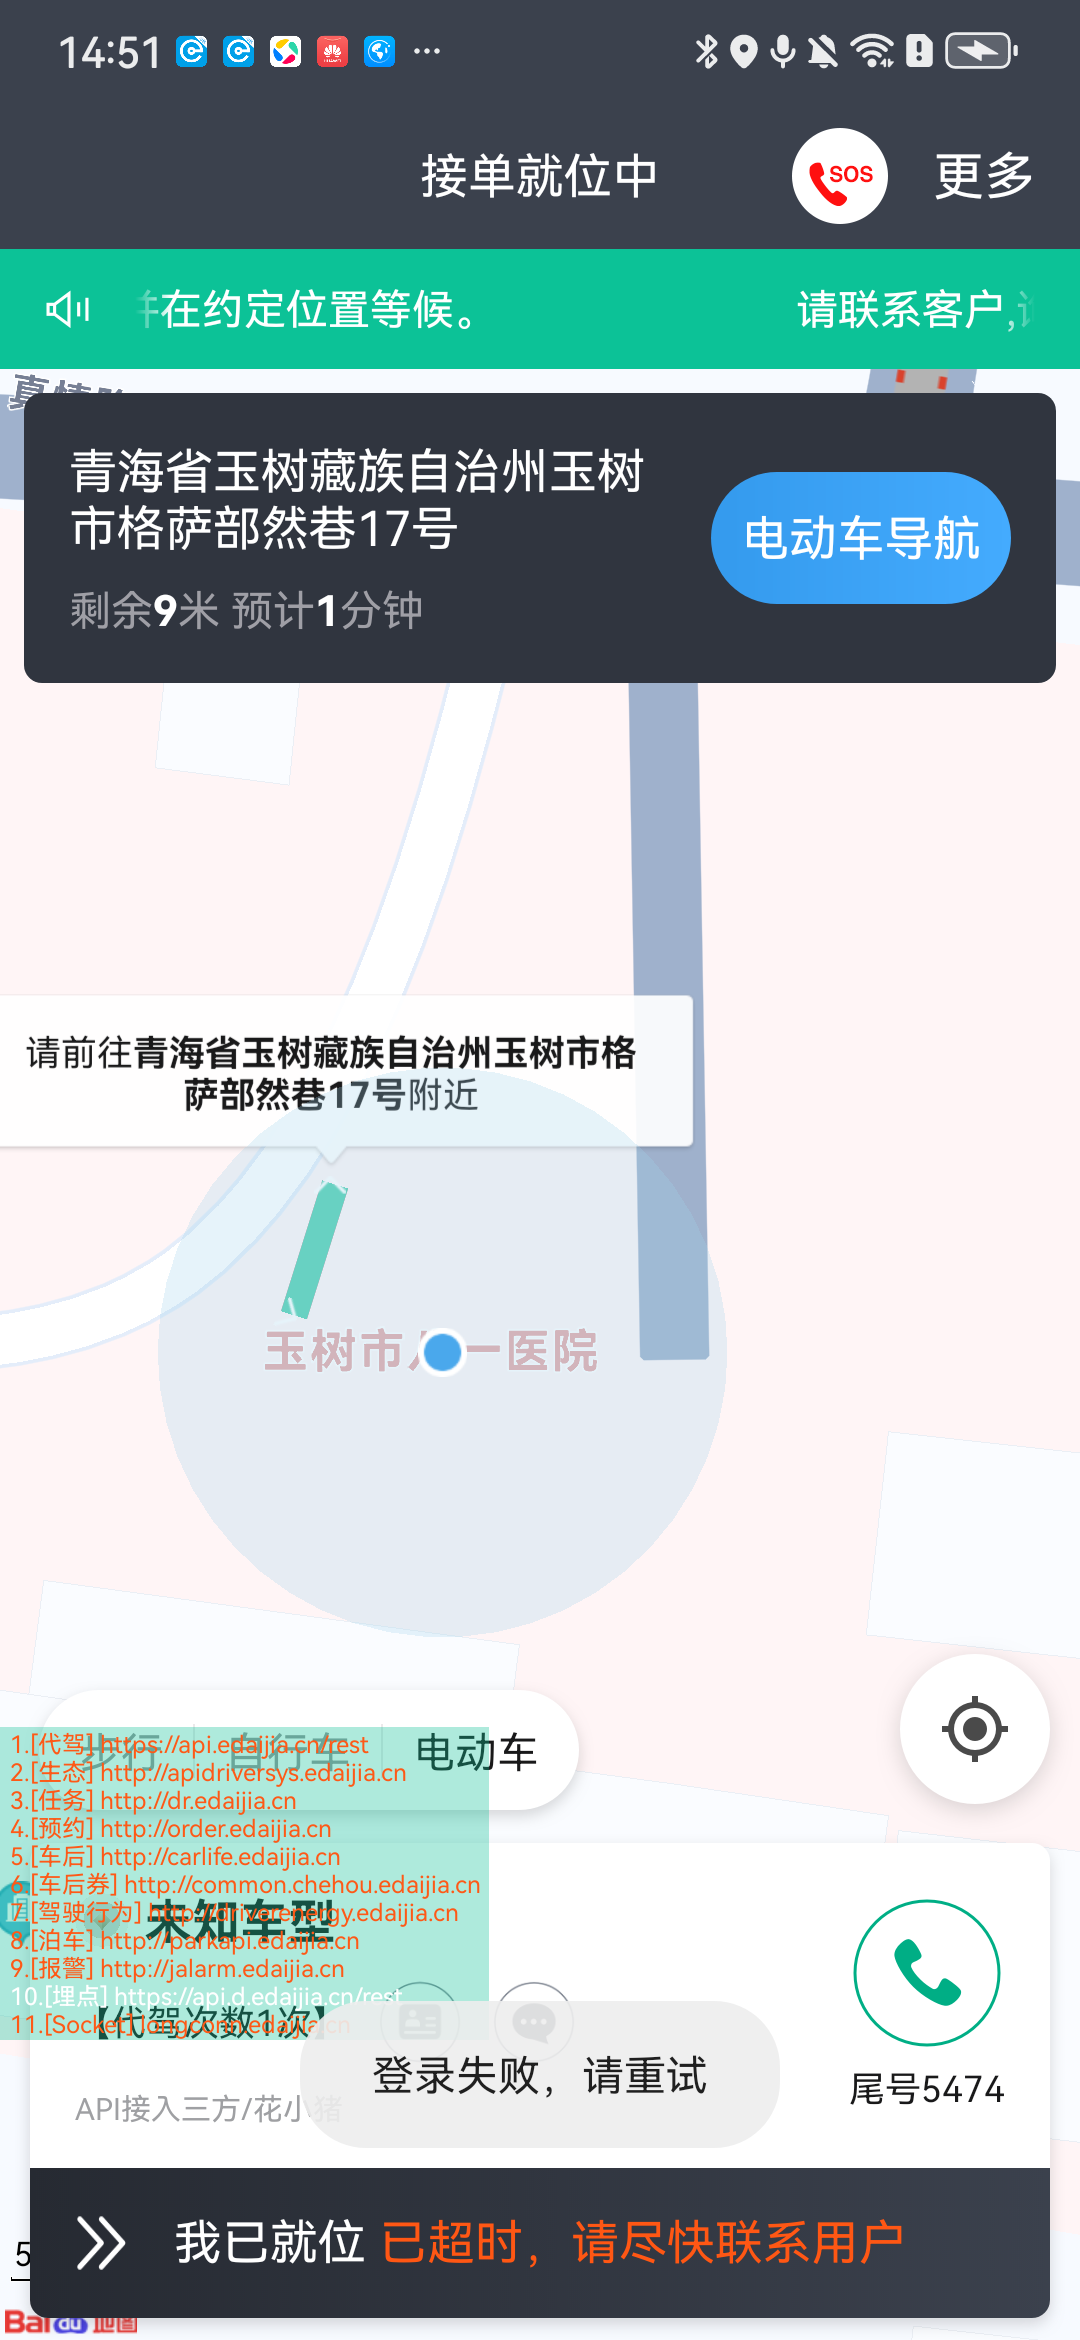 14:51
接单就位中
SOS
更多
在约定位置等候。
请联系客户,
青海省玉树藏族自治州玉树
市格萨部然巷17号
剩余9米 预计1分钟
电动车导航
请前往青海省玉树藏族自治州玉树市格
萨部然巷17号附近
玉树市人一医院
步行
自行车
电动车
1.[代驾] https://api.edaijia.cn/rest
2.[生态] http://apidriversys.edaijia.cn
3.[任务] http://dr.edaijia.cn
4.[预约] http://order.edaijia.cn
5.[车后] http://carlife.edaijia.cn
6.[车后券] http://common.chehou.edaijia.cn
7.[驾驶行为] http://driverenergy.edaijia.cn
8.[泊车] http://parkapi.edaijia.cn
9.[报警] http://jalarm.edaijia.cn
10.[埋点] https://api.d.edaijia.cn/rest
11.[Socket] longconn.edaijia.cn
未知车型
【代驾次数1次】
API接入三方/花小猪
登录失败，请重试
尾号5474
我已就位 已超时，请尽快联系用户
5
Bai du 地图